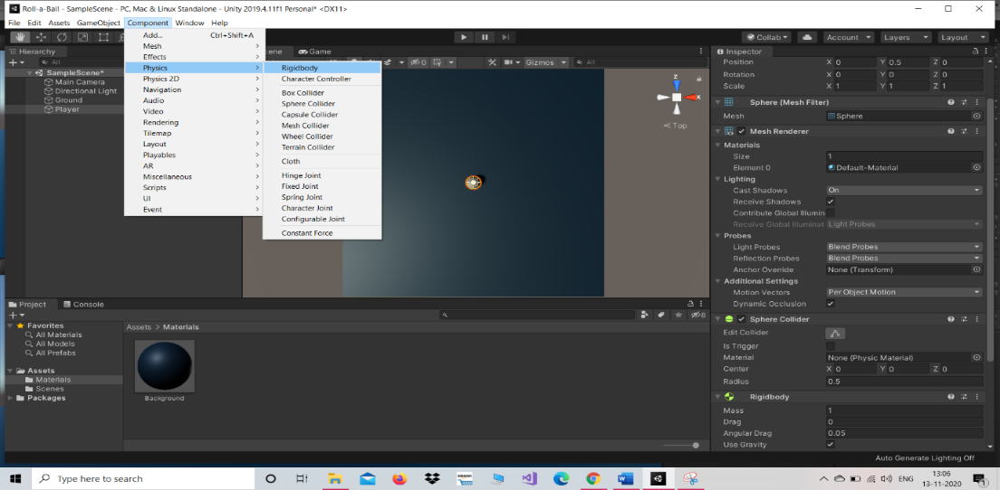 Roll-a-Ball - SampleScene - PC, Mac & Linux Standalone - Unity 2019.4.11f1 Personal* <DX11>
File Edit Assets GameObject Component Window Help
Collab Account Layers Layout
Hierarchy
All
SampleScene*
Main Camera
Directional Light
Ground
Player
Add... Ctrl+Shift+A
Mesh
Effects
Physics
Physics 2D
Navigation
Audio
Video
Rendering
Tilemap
Layout
Playables
AR
Miscellaneous
Scripts
UI
Event
Rigidbody
Character Controller
Box Collider
Sphere Collider
Capsule Collider
Mesh Collider
Wheel Collider
Terrain Collider
Cloth
Hinge Joint
Fixed Joint
Spring Joint
Character Joint
Configurable Joint
Constant Force
cene Game
0 Gizmos All
z
x
Top
Inspector
Position X 0 Y 0.5 Z 0
Rotation X 0 Y 0 Z 0
Scale X 1 Y 1 Z 1
Sphere (Mesh Filter)
Mesh Sphere
Mesh Renderer
Materials
Size 1
Element 0 Default-Material
Lighting
Cast Shadows On
Receive Shadows
Contribute Global Illumin
Receive Global Illuminat Light Probes
Probes
Light Probes Blend Probes
Reflection Probes Blend Probes
Anchor Override None (Transform)
Additional Settings
Motion Vectors Per Object Motion
Dynamic Occlusion
Sphere Collider
Edit Collider
Is Trigger
Material None (Physic Material)
Center X 0 Y 0 Z 0
Radius 0.5
Rigidbody
Mass 1
Drag 0
Angular Drag 0.05
Use Gravity
Auto Generate Lighting Off
Project Console
8
Favorites
All Materials
All Models
All Prefabs
Assets
Materials
Scenes
Packages
Assets > Materials
Background
Type here to search
ENG
13:06
13-11-2020
1